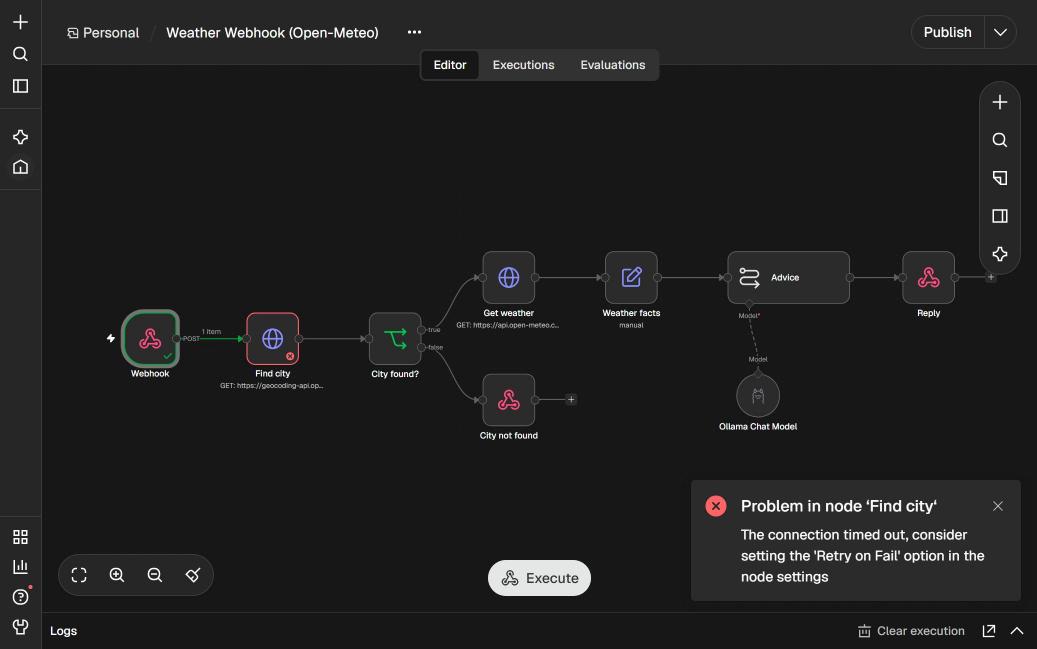 Personal / Weather Webhook (Open-Meteo)
Publish
Editor
Executions
Evaluations
Get weather
GET: https://api.open-meteo.c...
Weather facts
manual
Advice
Model*
Reply
POST
1 item
Webhook
Find city
GET: https://geocoding-api.op...
City found?
true
false
City not found
Model
Ollama Chat Model
Problem in node ‘Find city‘
The connection timed out, consider
setting the 'Retry on Fail' option in the
node settings
Execute
Logs
Clear execution